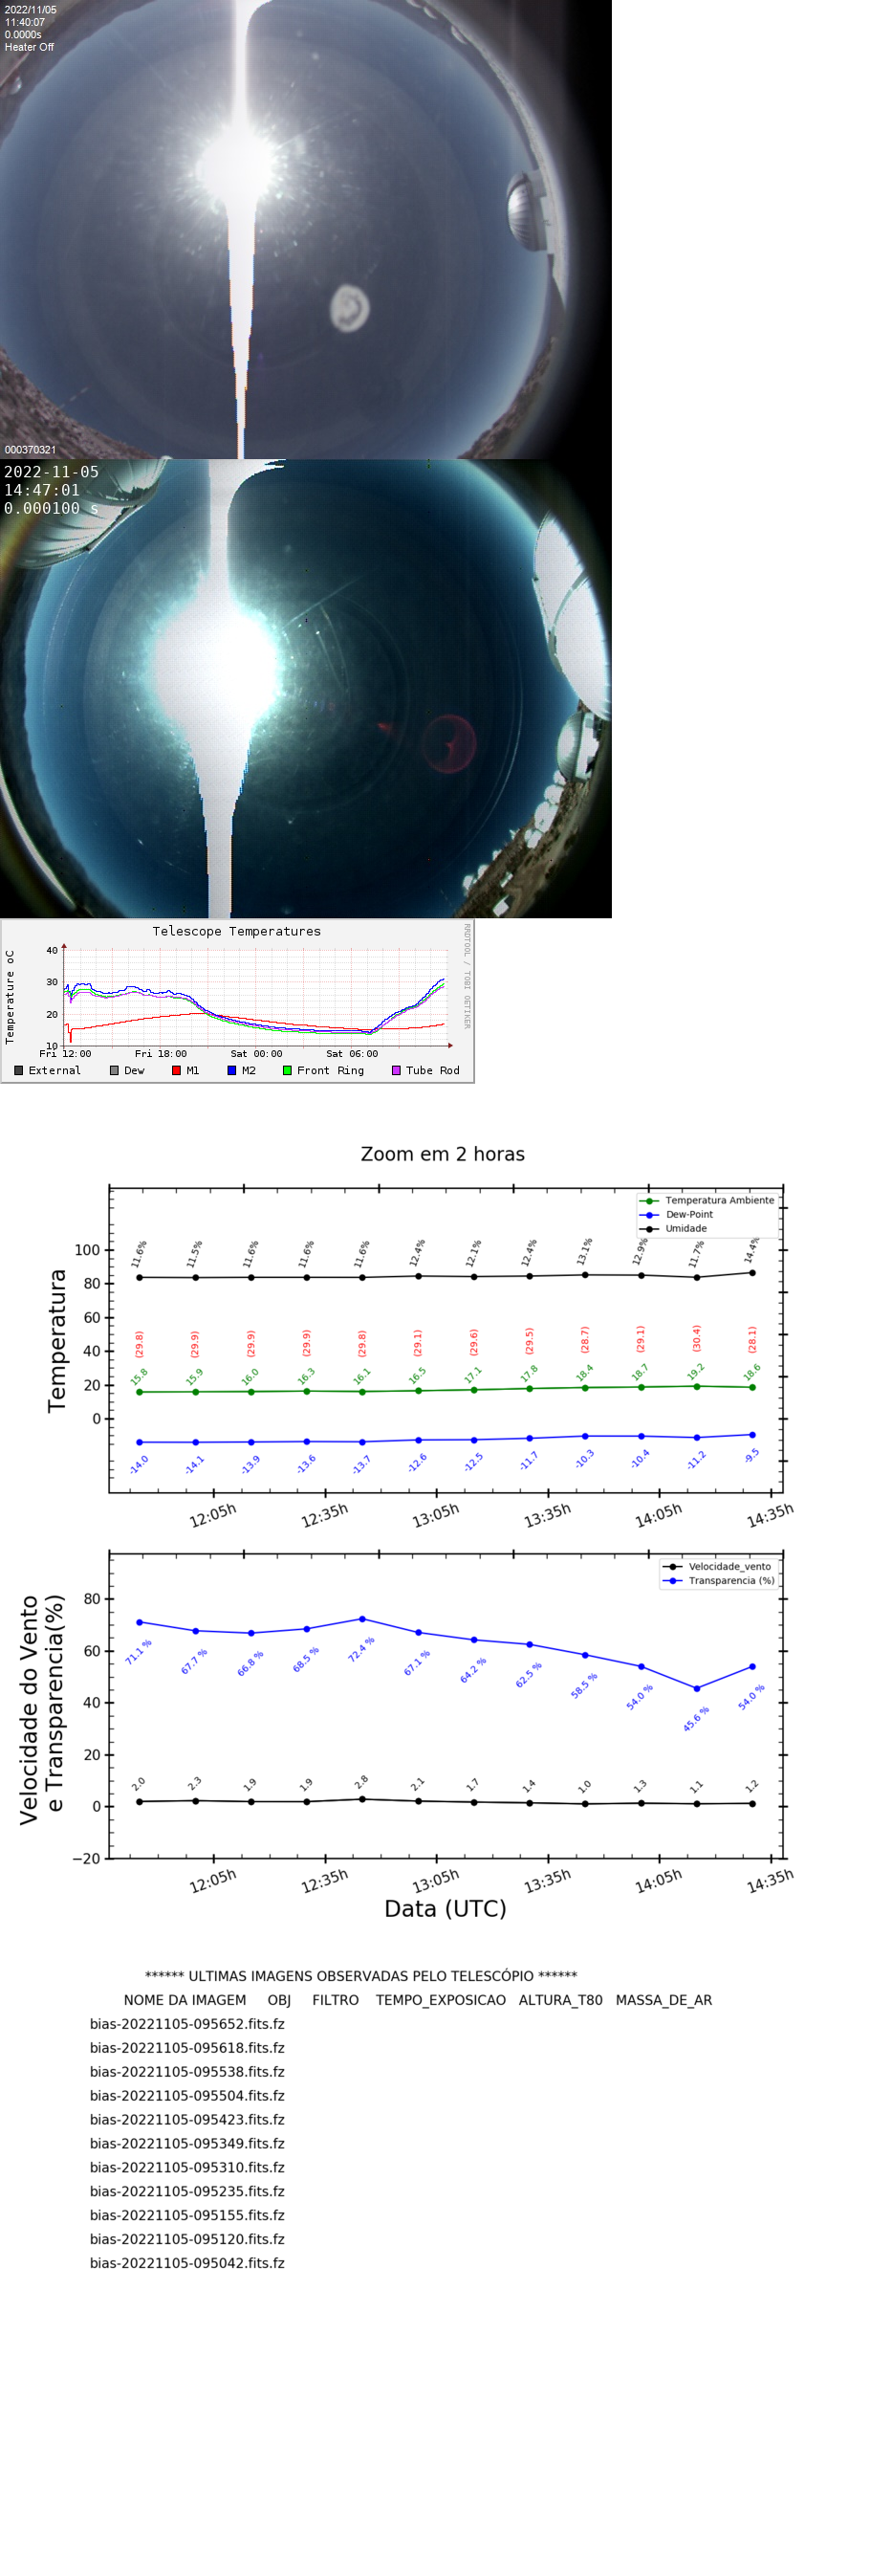 2022/11/05
11:40:07
0.0000s
Heater Off
000370321
2022-11-05
14:47:01
0.000100 s
Telescope Temperatures
RRDTOOL / TOBI OETIKER
Temperature oC
40
30
20
10
Fri 12:00 Fri 18:00 Sat 00:00 Sat 06:00
External Dew M1 M2 Front Ring Tube Rod
Zoom em 2 horas
Temperatura Ambiente
Dew-Point
Umidade
Temperatura
100
80
60
40
20
0
11.6% 11.5% 11.6% 11.6% 11.6% 12.4% 12.1% 12.4% 13.1% 12.9% 11.7% 14.4%
(29.8) (29.9) (29.9) (29.9) (29.8) (29.1) (29.6) (29.5) (28.7) (29.1) (30.4) (28.1)
15.8 15.9 16.0 16.3 16.1 16.5 17.1 17.8 18.4 18.7 19.2 18.6
-14.0 -14.1 -13.9 -13.6 -13.7 -12.6 -12.5 -11.7 -10.3 -10.4 -11.2 -9.5
12:05h 12:35h 13:05h 13:35h 14:05h 14:35h
Velocidade_vento
Transparencia (%)
Velocidade do Vento
e Transparencia(%)
80
60
40
20
0
−20
71.1 % 67.7 % 66.8 % 68.5 % 72.4 % 67.1 % 64.2 % 62.5 % 58.5 % 54.0 % 45.6 % 54.0 %
2.0 2.3 1.9 1.9 2.8 2.1 1.7 1.4 1.0 1.3 1.1 1.2
12:05h 12:35h 13:05h 13:35h 14:05h 14:35h
Data (UTC)
****** ULTIMAS IMAGENS OBSERVADAS PELO TELESCÓPIO ******
NOME DA IMAGEM OBJ FILTRO TEMPO_EXPOSICAO ALTURA_T80 MASSA_DE_AR
bias-20221105-095652.fits.fz
bias-20221105-095618.fits.fz
bias-20221105-095538.fits.fz
bias-20221105-095504.fits.fz
bias-20221105-095423.fits.fz
bias-20221105-095349.fits.fz
bias-20221105-095310.fits.fz
bias-20221105-095235.fits.fz
bias-20221105-095155.fits.fz
bias-20221105-095120.fits.fz
bias-20221105-095042.fits.fz